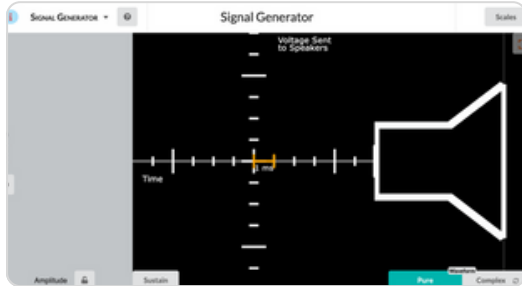 SIGNAL GENERATOR
Signal Generator
Scales
Voltage Sent
to Speakers
1 ms
Time
Waveform
Amplitude
Sustain
Pure
Complex